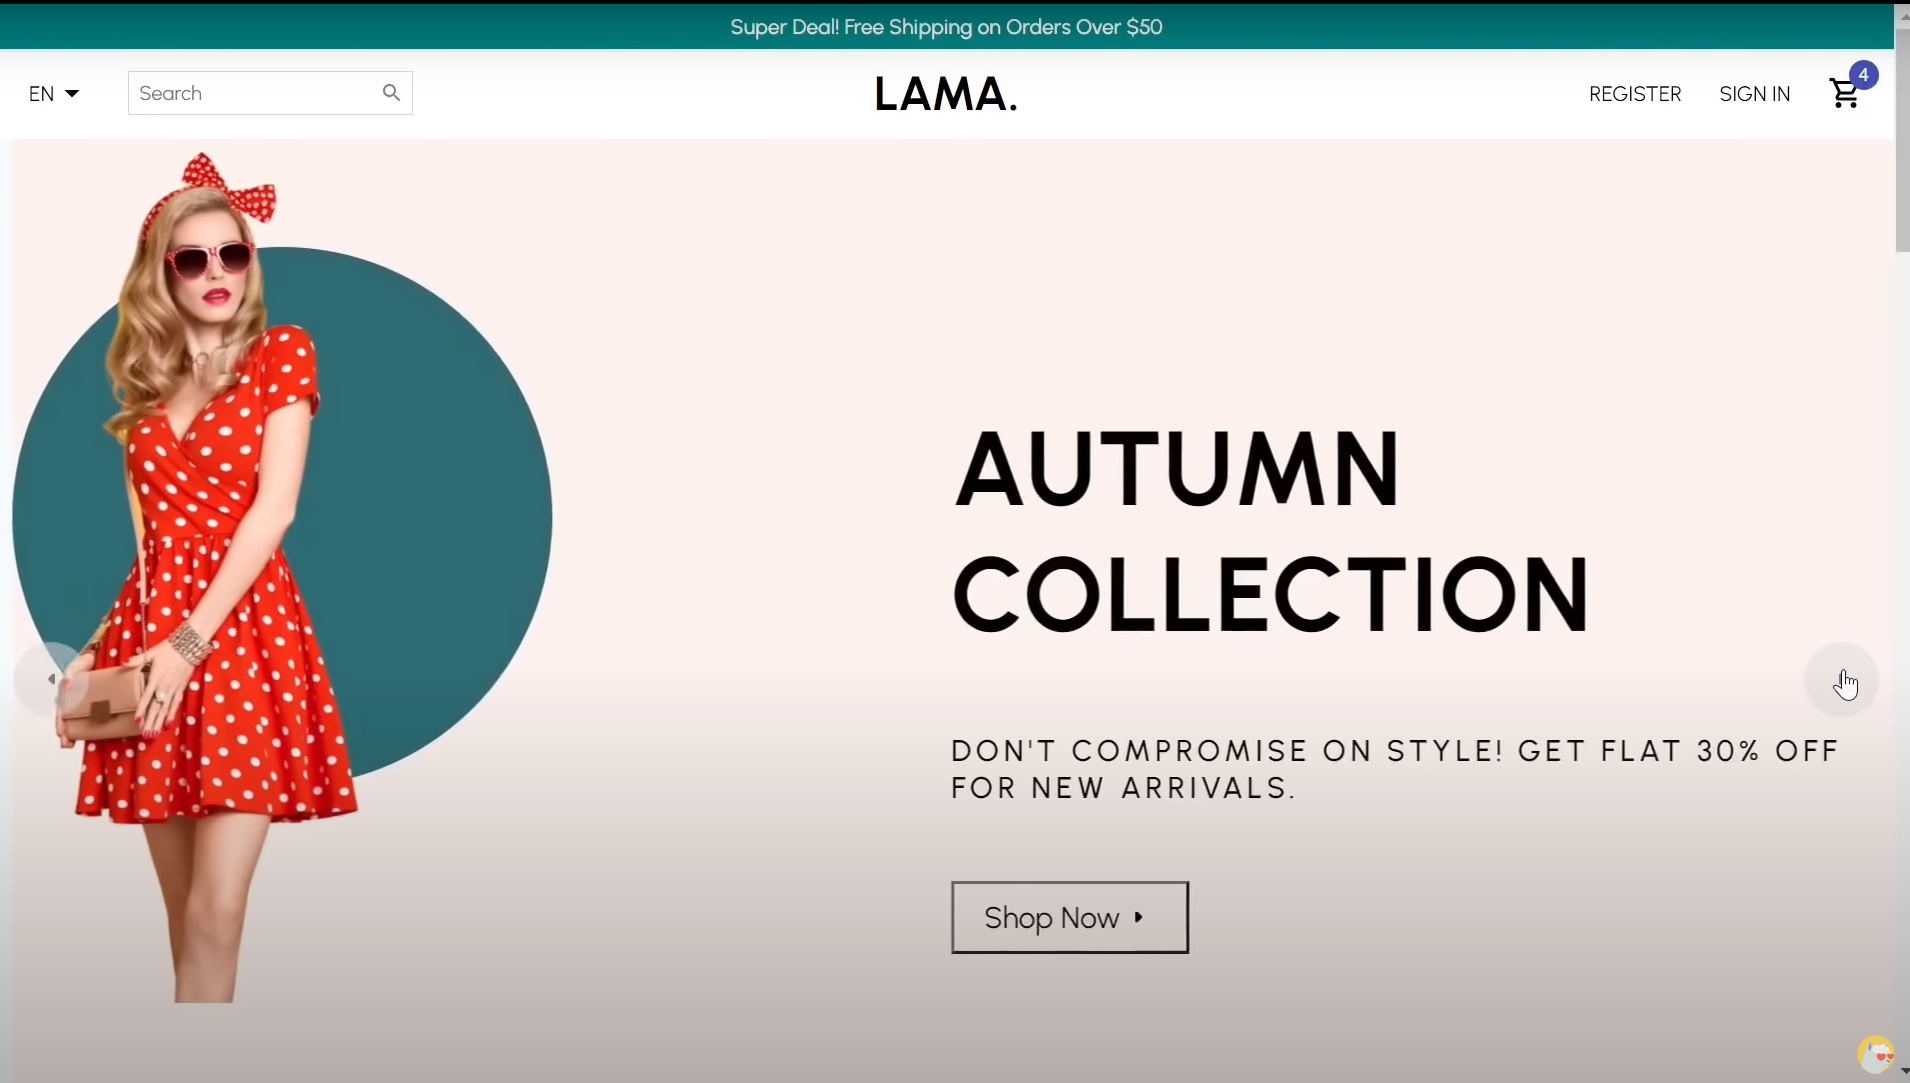 Super Deal! Free Shipping on Orders Over $50
EN
Search
LAMA.
REGISTER
SIGN IN
4
AUTUMN
COLLECTION
DON'T COMPROMISE ON STYLE! GET FLAT 30% OFF
FOR NEW ARRIVALS.
Shop Now